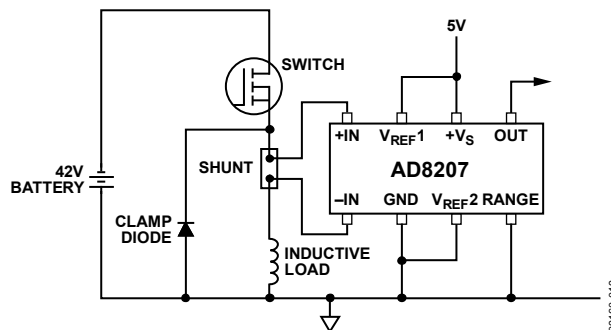 5V
SWITCH
+IN
V_REF1
+V_S
OUT
AD8207
SHUNT
42V
BATTERY
–IN
GND
V_REF2
RANGE
CLAMP
DIODE
INDUCTIVE
LOAD